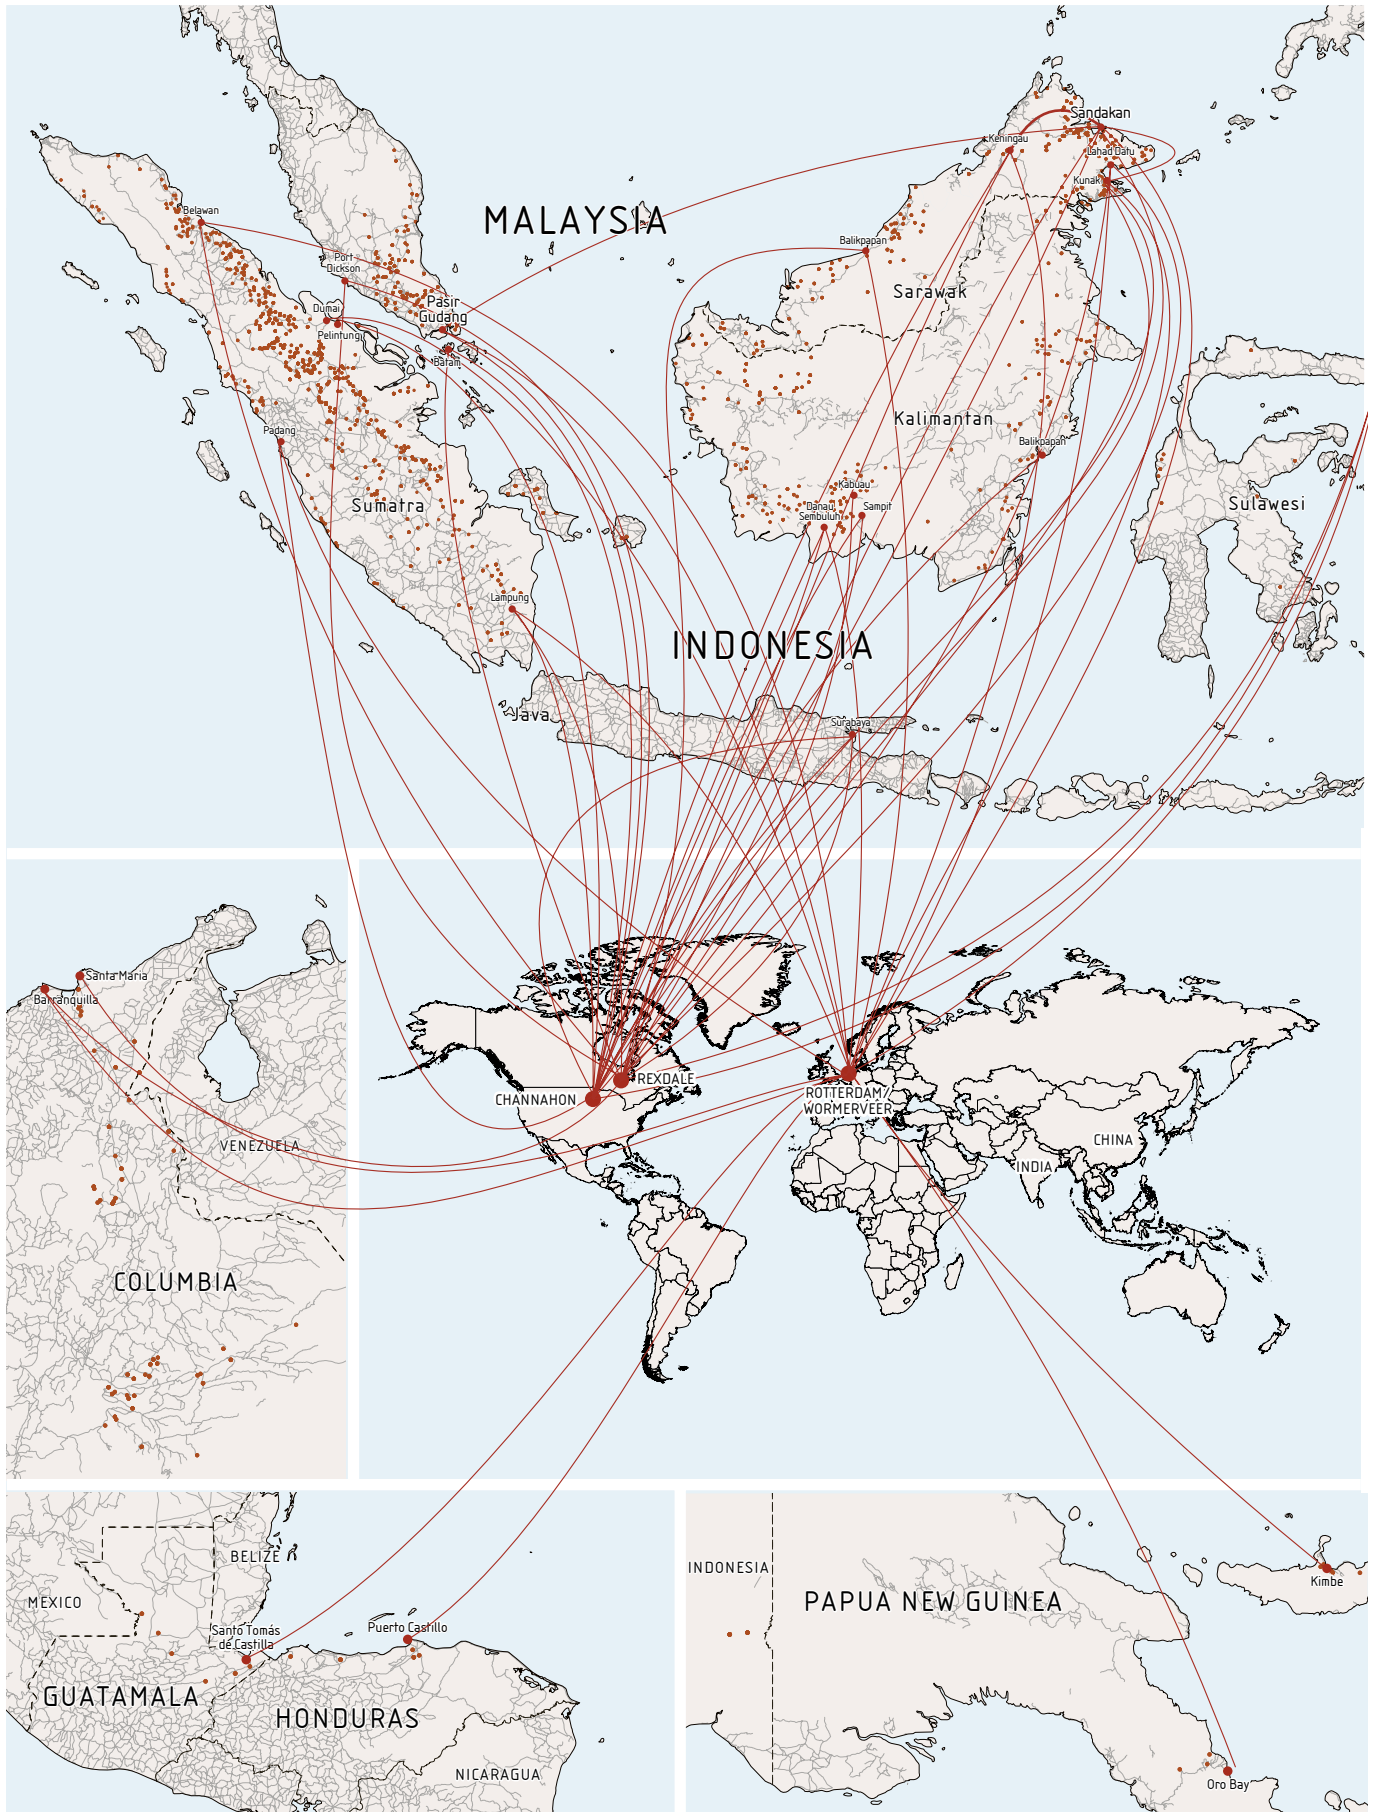 Sandakan
Keningau
Lahad Datu
Kunak
Belawan
MALAYSIA
Balikpapan
Port
Dickson
Sarawak
Pasir
Gudang
Dumai
Pelintung
Batam
Kalimantan
Padang
Balikpapan
Kabuau
Sumatra
Danau
Sembuluh
Sampit
Sulawesi
Lampung
INDONESIA
Java
Surabaya
Santa Maria
Barranquilla
REXDALE
CHANNAHON
ROTTERDAM/
WORMERVEER
VENEZUELA
CHINA
INDIA
COLUMBIA
BELIZE
MEXICO
Santo Tomás
de Castilla
Puerto Castillo
GUATAMALA
HONDURAS
NICARAGUA
INDONESIA
PAPUA NEW GUINEA
Kimbe
Oro Bay